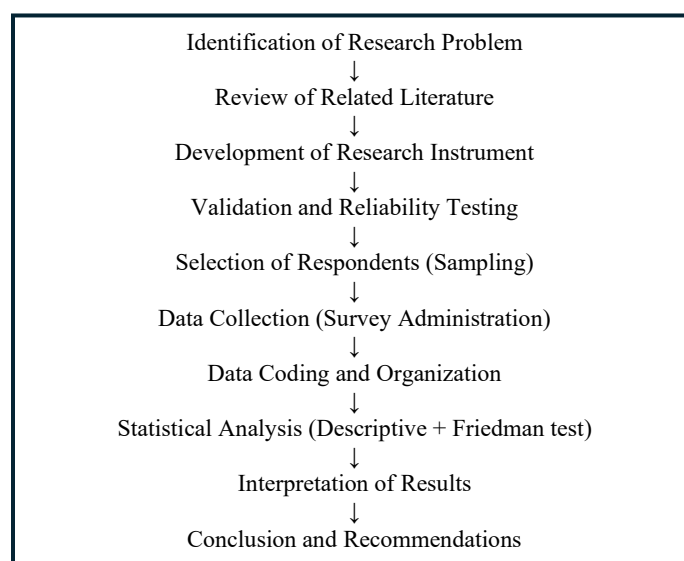 Identification of Research Problem
↓
Review of Related Literature
↓
Development of Research Instrument
↓
Validation and Reliability Testing
↓
Selection of Respondents (Sampling)
↓
Data Collection (Survey Administration)
↓
Data Coding and Organization
↓
Statistical Analysis (Descriptive + Friedman test)
↓
Interpretation of Results
↓
Conclusion and Recommendations